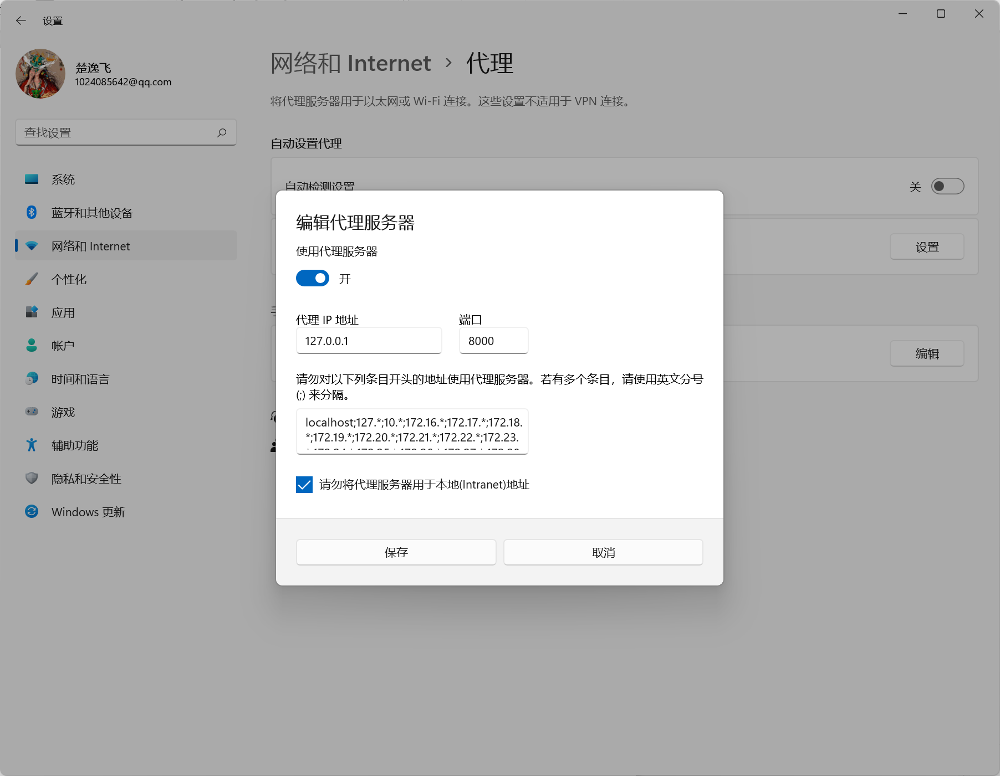 设置
楚逸飞
1024085642@qq.com
查找设置
系统
蓝牙和其他设备
网络和 Internet
个性化
应用
帐户
时间和语言
游戏
辅助功能
隐私和安全性
Windows 更新
网络和 Internet › 代理
将代理服务器用于以太网或 Wi-Fi 连接。这些设置不适用于 VPN 连接。
自动设置代理
自动检测设置
关
设置
编辑
编辑代理服务器
使用代理服务器
开
代理 IP 地址
端口
127.0.0.1
8000
请勿对以下列条目开头的地址使用代理服务器。若有多个条目，请使用英文分号
(;) 来分隔。
localhost;127.*;10.*;172.16.*;172.17.*;172.18.
*;172.19.*;172.20.*;172.21.*;172.22.*;172.23.
请勿将代理服务器用于本地(Intranet)地址
保存
取消